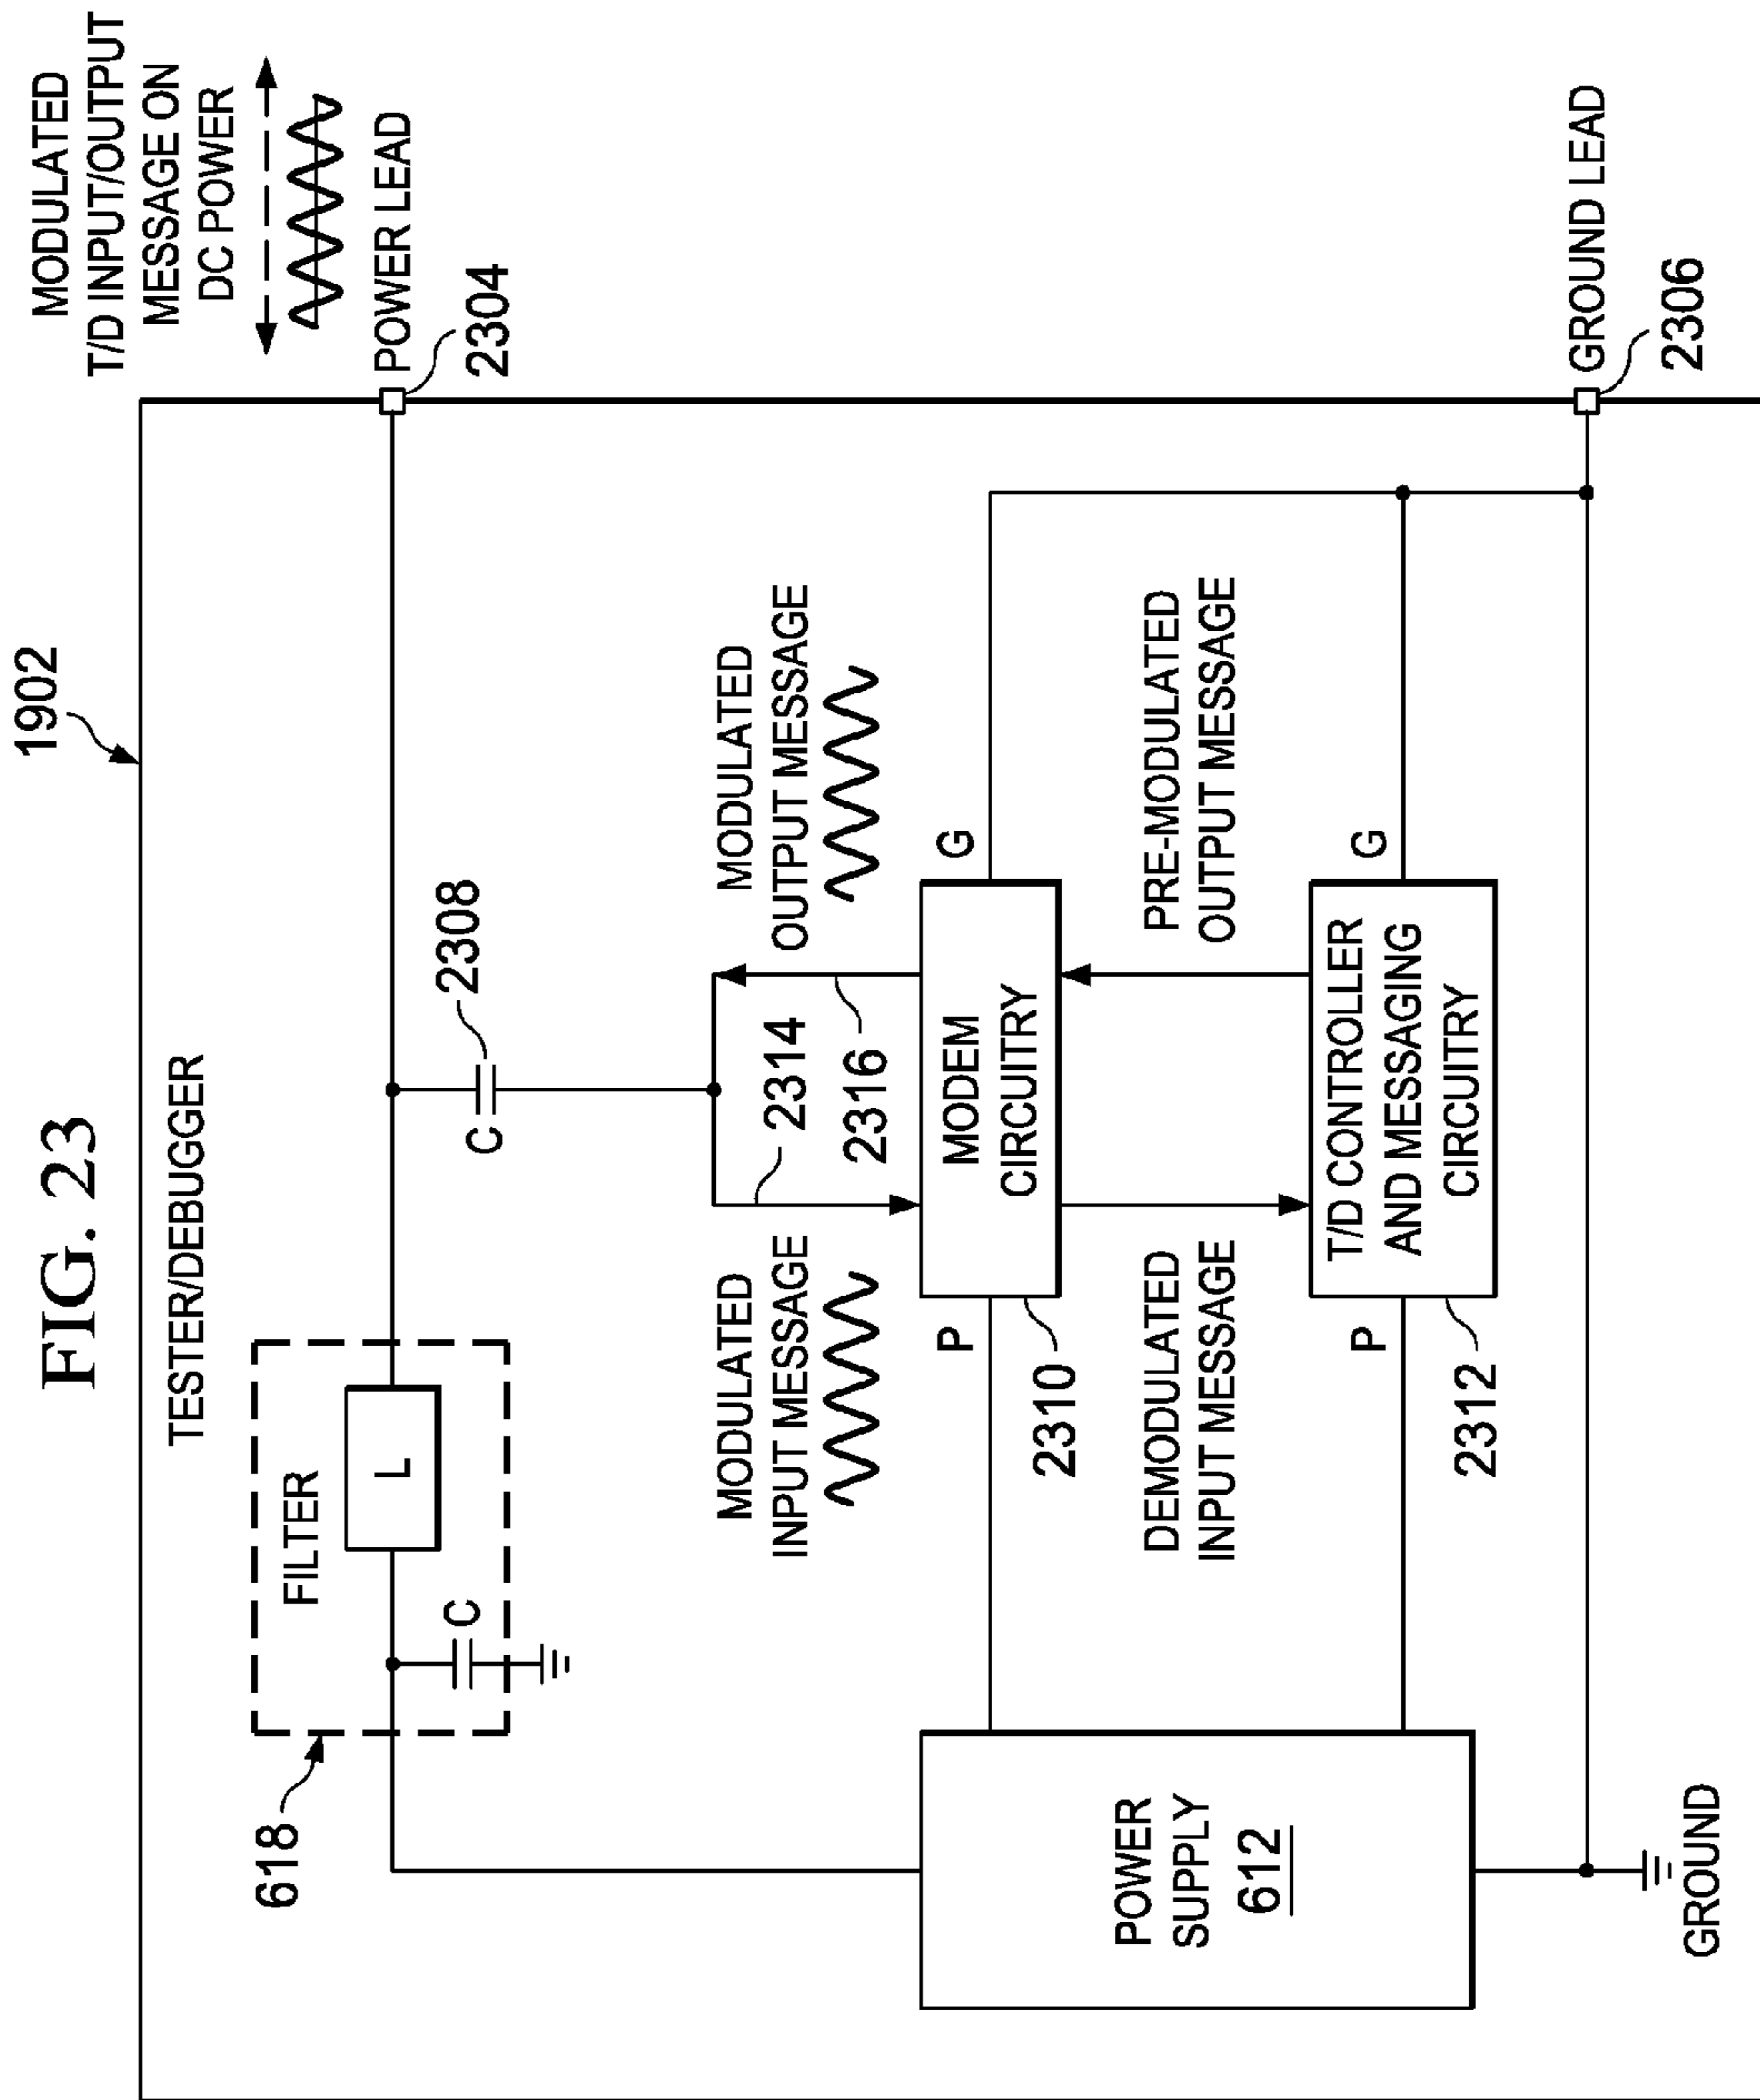 FIG. 23
1902
TESTER/DEBUGGER
MODULATED
T/D INPUT/OUTPUT
MESSAGE ON
DC POWER
618
FILTER
L
C
POWER LEAD
2304
C
2308
MODULATED
INPUT MESSAGE
2314
2316
MODULATED
OUTPUT MESSAGE
P
MODEM
CIRCUITRY
G
2310
POWER
SUPPLY
612
DEMODULATED
INPUT MESSAGE
PRE-MODULATED
OUTPUT MESSAGE
P
T/D CONTROLLER
AND MESSAGING
CIRCUITRY
G
2312
GROUND
GROUND LEAD
2306